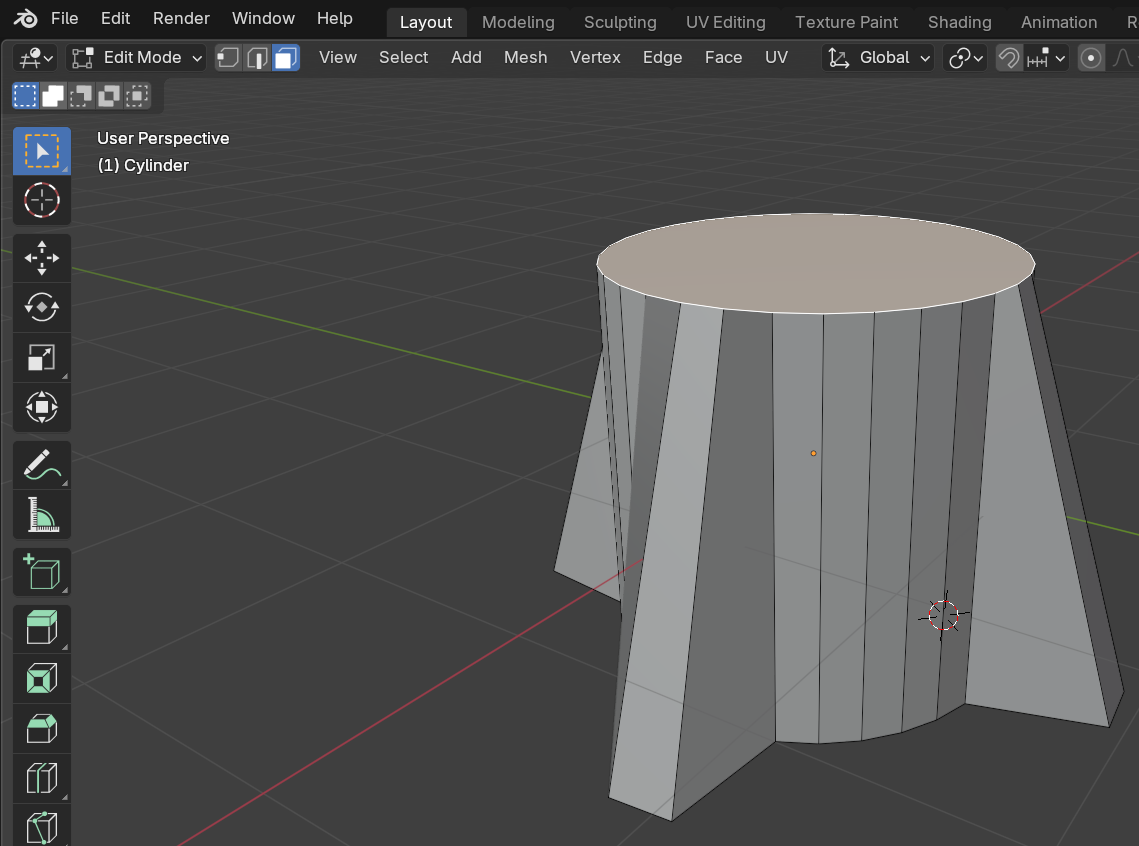 File Edit Render Window Help Layout Modeling Sculpting UV Editing Texture Paint Shading Animation R
Edit Mode View Select Add Mesh Vertex Edge Face UV Global
User Perspective
(1) Cylinder